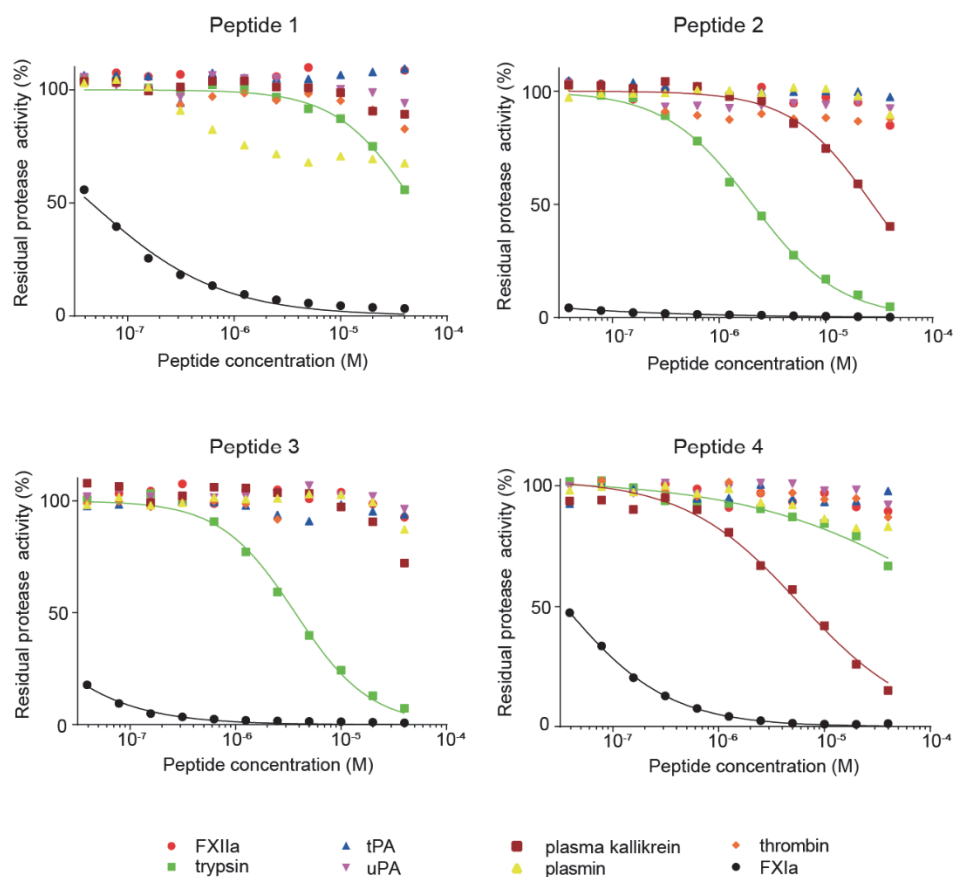 Peptide 1
Residual protease activity (%)
100
50
0
10⁻⁷
10⁻⁶
10⁻⁵
10⁻⁴
Peptide concentration (M)
Peptide 2
Residual protease activity (%)
100
50
0
10⁻⁷
10⁻⁶
10⁻⁵
10⁻⁴
Peptide concentration (M)
Peptide 3
Residual protease activity (%)
100
50
0
10⁻⁷
10⁻⁶
10⁻⁵
10⁻⁴
Peptide concentration (M)
Peptide 4
Residual protease activity (%)
100
50
0
10⁻⁷
10⁻⁶
10⁻⁵
10⁻⁴
Peptide concentration (M)
FXIIa
tPA
plasma kallikrein
thrombin
trypsin
uPA
plasmin
FXIa